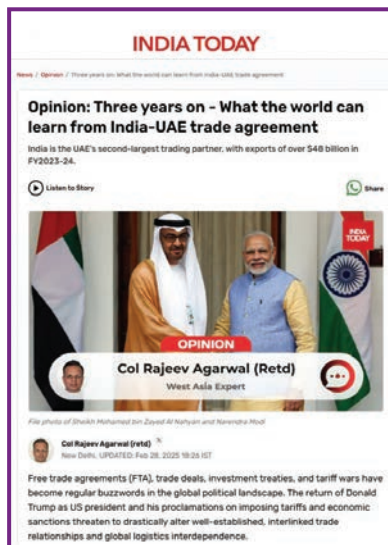 INDIA TODAY
News / Opinion / Three years on: What the world can learn from India-UAE trade agreement
Opinion: Three years on - What the world can
learn from India-UAE trade agreement
India is the UAE's second-largest trading partner, with exports of over $48 billion in
FY2023-24.
Listen to Story
Share
INDIA
TODAY
OPINION
Col Rajeev Agarwal (Retd)
West Asia Expert
File photo of Sheikh Mohamed bin Zayed Al Nahyan and Narendra Modi
Col Rajeev Agarwal (retd)
New Delhi, UPDATED: Feb 28, 2025 18:26 IST
Free trade agreements (FTA), trade deals, investment treaties, and tariff wars have
become regular buzzwords in the global political landscape. The return of Donald
Trump as US president and his proclamations on imposing tariffs and economic
sanctions threaten to drastically alter well-established, interlinked trade
relationships and global logistics interdependence.